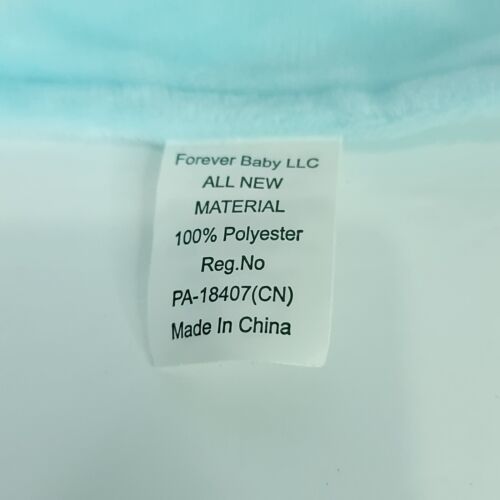 Forever Baby LLC
ALL NEW
MATERIAL
100% Polyester
Reg.No
PA-18407(CN)
Made In China